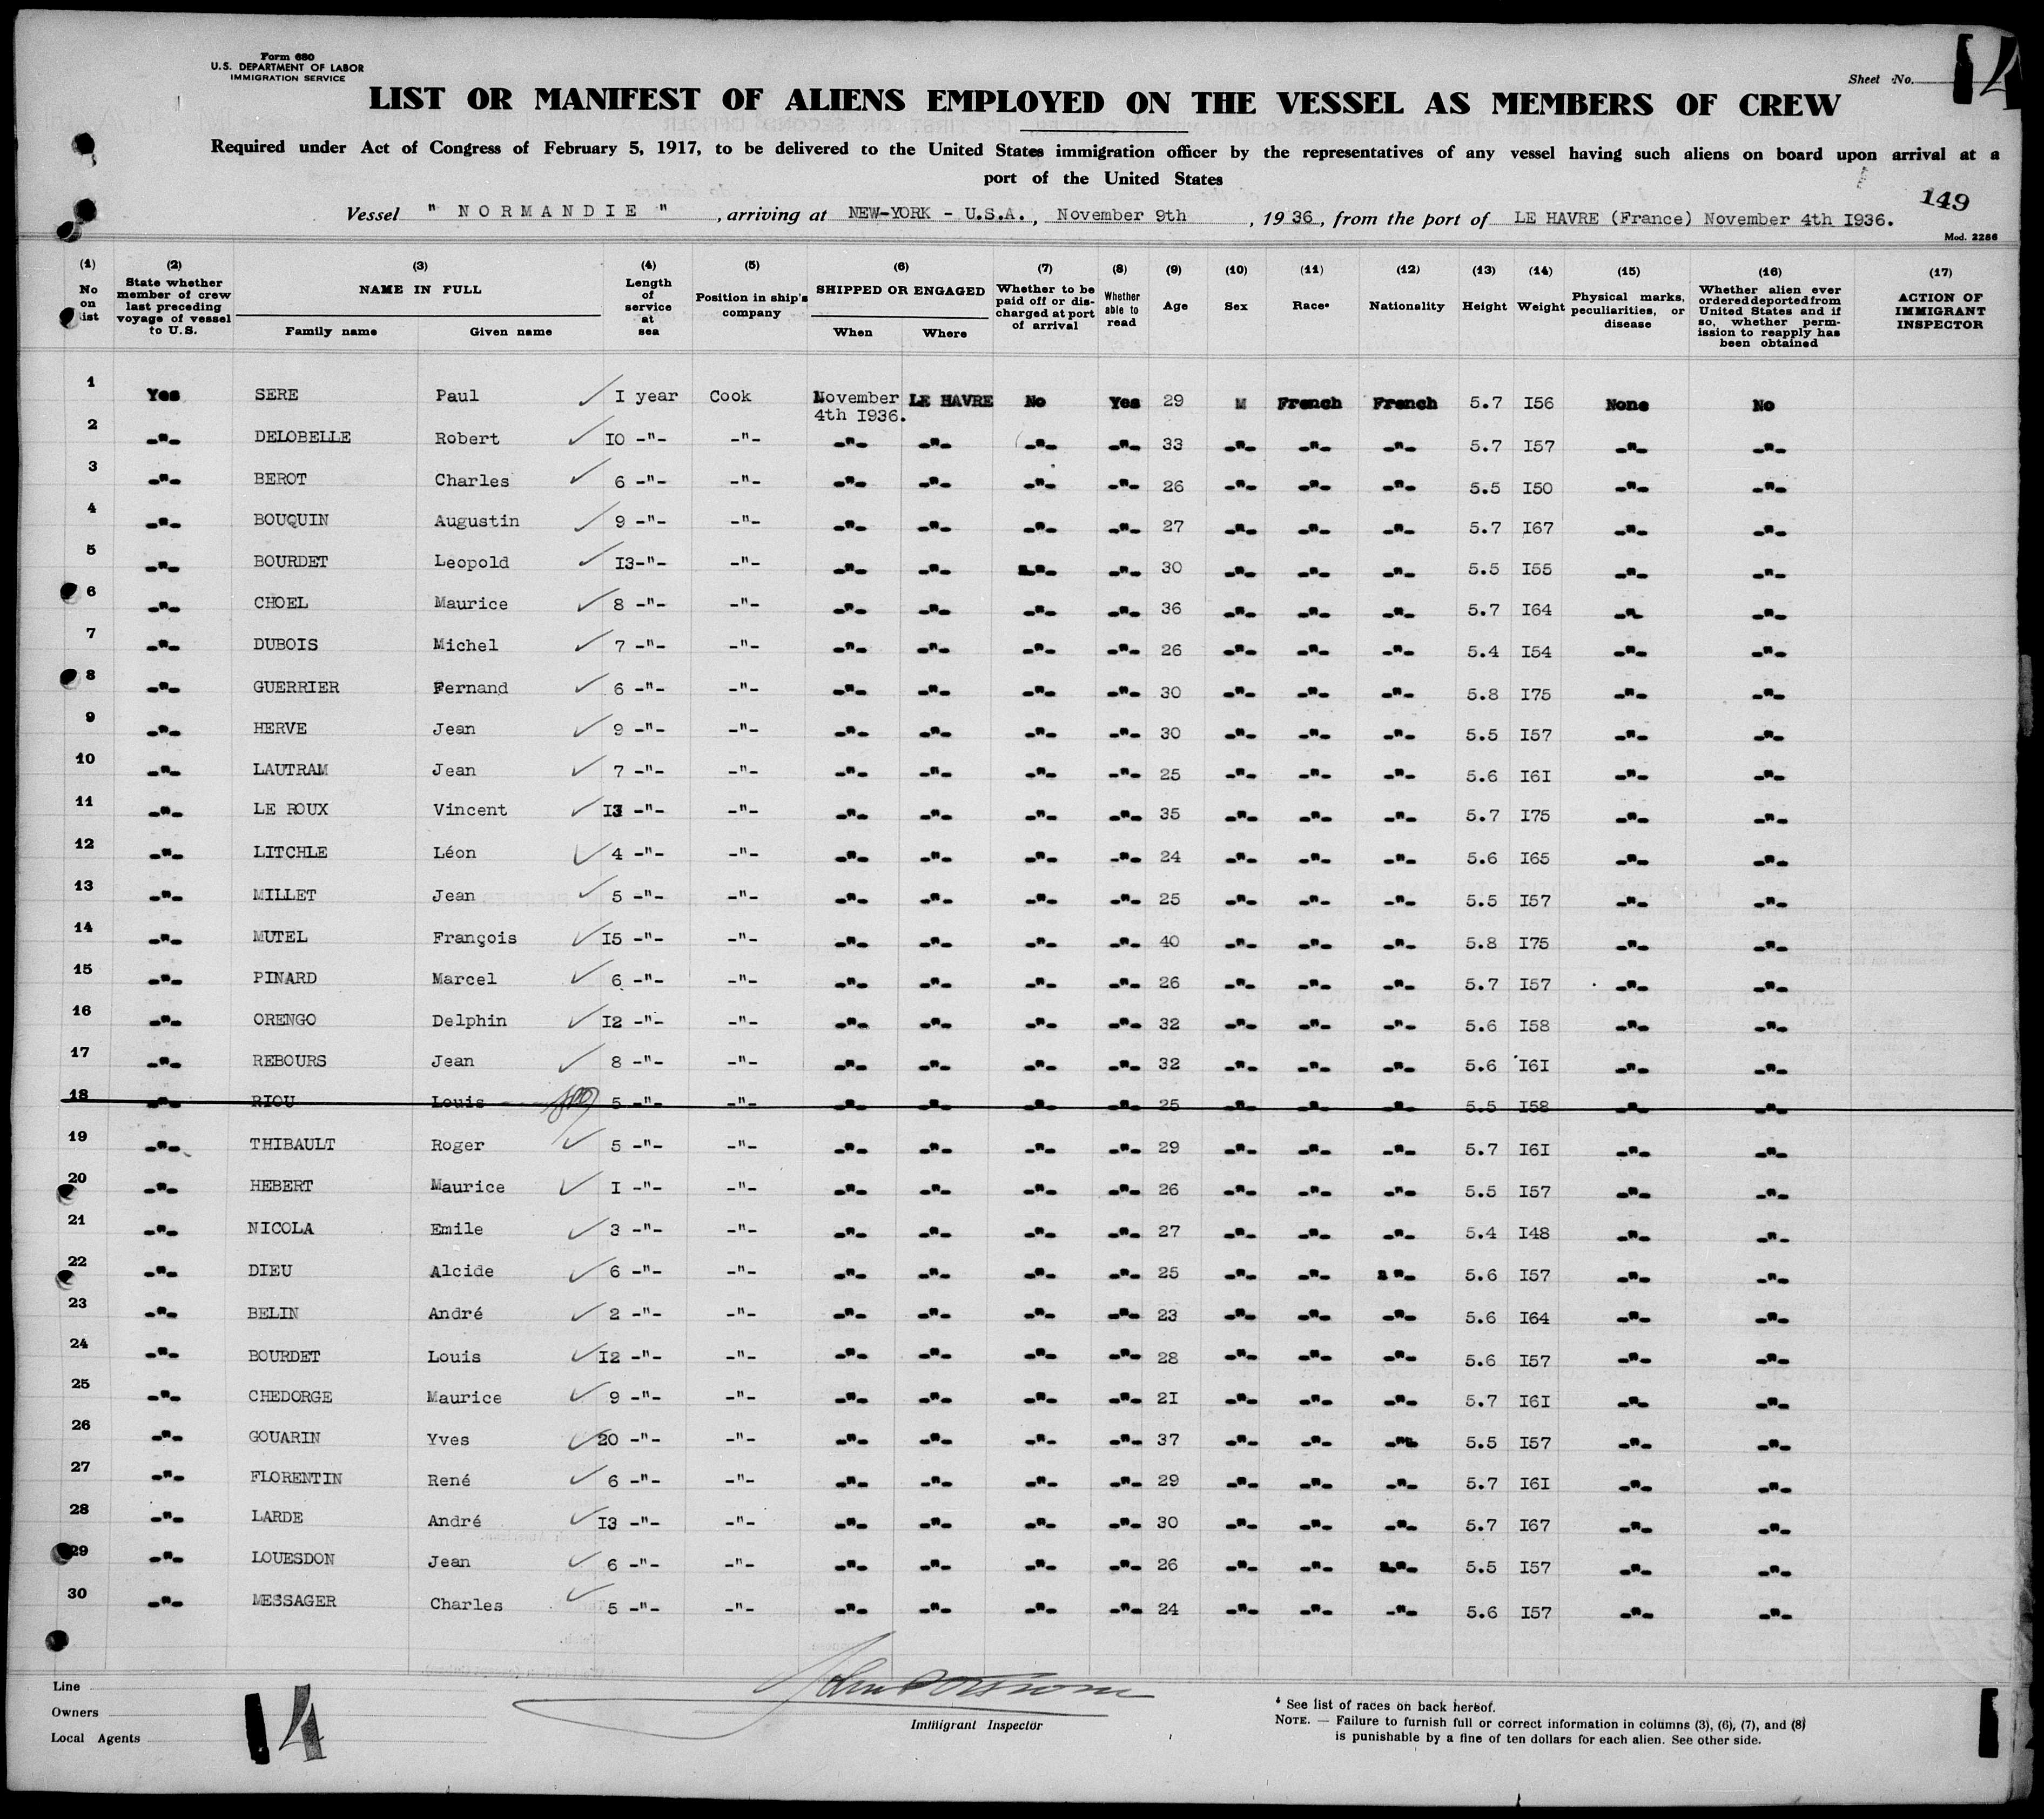 Form 680
U.S. DEPARTMENT OF LABOR
IMMIGRATION SERVICE
Sheet No. 14
LIST OR MANIFEST OF ALIENS EMPLOYED ON THE VESSEL AS MEMBERS OF CREW
Required under Act of Congress of February 5, 1917, to be delivered to the United States immigration officer by the representatives of any vessel having such aliens on board upon arrival at a
port of the United States
149
Vessel " NORMANDIE ", arriving at NEW-YORK - U.S.A., November 9th, 1936, from the port of LE HAVRE (France) November 4th I936.
Mod. 2286
(1) No on list (2) State whether member of crew last preceding voyage of vessel to U.S. (3) NAME IN FULL Family name Given name (4) Length of service at sea (5) Position in ship's company (6) SHIPPED OR ENGAGED When Where (7) Whether to be paid off or discharged at port of arrival (8) Whether able to read (9) Age (10) Sex (11) Race* (12) Nationality (13) Height (14) Weight (15) Physical marks, peculiarities, or disease (16) Whether alien ever ordered deported from United States and if so, whether permission to reapply has been obtained (17) ACTION OF IMMIGRANT INSPECTOR
1 Yes SERE Paul ✓ I year Cook November 4th I936. LE HAVRE No Yes 29 M French French 5.7 I56 None No
2 -"- DELOBELLE Robert ✓ IO -"- -"- -"- -"- -"- -"- 33 -"- -"- -"- 5.7 I57 -"- -"-
3 -"- BEROT Charles ✓ 6 -"- -"- -"- -"- -"- -"- 26 -"- -"- -"- 5.5 I50 -"- -"-
4 -"- BOUQUIN Augustin ✓ 9 -"- -"- -"- -"- -"- -"- 27 -"- -"- -"- 5.7 I67 -"- -"-
5 -"- BOURDET Leopold ✓ I3-"- -"- -"- -"- -"- -"- 30 -"- -"- -"- 5.5 I55 -"- -"-
6 -"- CHOEL Maurice ✓ 8 -"- -"- -"- -"- -"- -"- 36 -"- -"- -"- 5.7 I64 -"- -"-
7 -"- DUBOIS Michel ✓ 7 -"- -"- -"- -"- -"- -"- 26 -"- -"- -"- 5.4 I54 -"- -"-
8 -"- GUERRIER Fernand ✓ 6 -"- -"- -"- -"- -"- -"- 30 -"- -"- -"- 5.8 I75 -"- -"-
9 -"- HERVE Jean ✓ 9 -"- -"- -"- -"- -"- -"- 30 -"- -"- -"- 5.5 I57 -"- -"-
10 -"- LAUTRAM Jean ✓ 7 -"- -"- -"- -"- -"- -"- 25 -"- -"- -"- 5.6 I6I -"- -"-
11 -"- LE ROUX Vincent ✓ I3 -"- -"- -"- -"- -"- -"- 35 -"- -"- -"- 5.7 I75 -"- -"-
12 -"- LITCHLE Léon ✓ 4 -"- -"- -"- -"- -"- -"- 24 -"- -"- -"- 5.6 I65 -"- -"-
13 -"- MILLET Jean ✓ 5 -"- -"- -"- -"- -"- -"- 25 -"- -"- -"- 5.5 I57 -"- -"-
14 -"- MUTEL François ✓ I5 -"- -"- -"- -"- -"- -"- 40 -"- -"- -"- 5.8 I75 -"- -"-
15 -"- PINARD Marcel ✓ 6 -"- -"- -"- -"- -"- -"- 26 -"- -"- -"- 5.7 I57 -"- -"-
16 -"- ORENGO Delphin ✓ I2 -"- -"- -"- -"- -"- -"- 32 -"- -"- -"- 5.6 I58 -"- -"-
17 -"- REBOURS Jean ✓ 8 -"- -"- -"- -"- -"- -"- 32 -"- -"- -"- 5.6 I6I -"- -"-
18 -"- RIOU Louis 5 -"- -"- -"- -"- -"- -"- 25 -"- -"- -"- 5.5 I58 -"- -"-
19 -"- THIBAULT Roger ✓ 5 -"- -"- -"- -"- -"- -"- 29 -"- -"- -"- 5.7 I6I -"- -"-
20 -"- HEBERT Maurice ✓ I -"- -"- -"- -"- -"- -"- 26 -"- -"- -"- 5.5 I57 -"- -"-
21 -"- NICOLA Emile ✓ 3 -"- -"- -"- -"- -"- -"- 27 -"- -"- -"- 5.4 I48 -"- -"-
22 -"- DIEU Alcide ✓ 6 -"- -"- -"- -"- -"- -"- 25 -"- -"- -"- 5.6 I57 -"- -"-
23 -"- BELIN André ✓ 2 -"- -"- -"- -"- -"- -"- 23 -"- -"- -"- 5.6 I64 -"- -"-
24 -"- BOURDET Louis ✓ I2 -"- -"- -"- -"- -"- -"- 28 -"- -"- -"- 5.6 I57 -"- -"-
25 -"- CHEDORGE Maurice ✓ 9 -"- -"- -"- -"- -"- -"- 2I -"- -"- -"- 5.7 I6I -"- -"-
26 -"- GOUARIN Yves ✓ 20 -"- -"- -"- -"- -"- -"- 37 -"- -"- -"- 5.5 I57 -"- -"-
27 -"- FLORENTIN René ✓ 6 -"- -"- -"- -"- -"- -"- 29 -"- -"- -"- 5.7 I6I -"- -"-
28 -"- LARDE André ✓ I3 -"- -"- -"- -"- -"- -"- 30 -"- -"- -"- 5.7 I67 -"- -"-
29 -"- LOUESDON Jean ✓ 6 -"- -"- -"- -"- -"- -"- 26 -"- -"- -"- 5.5 I57 -"- -"-
30 -"- MESSAGER Charles ✓ 5 -"- -"- -"- -"- -"- -"- 24 -"- -"- -"- 5.6 I57 -"- -"-
Line
Owners
Local Agents
14
Immigrant Inspector
* See list of races on back hereof.
NOTE. — Failure to furnish full or correct information in columns (3), (6), (7), and (8)
is punishable by a fine of ten dollars for each alien. See other side.